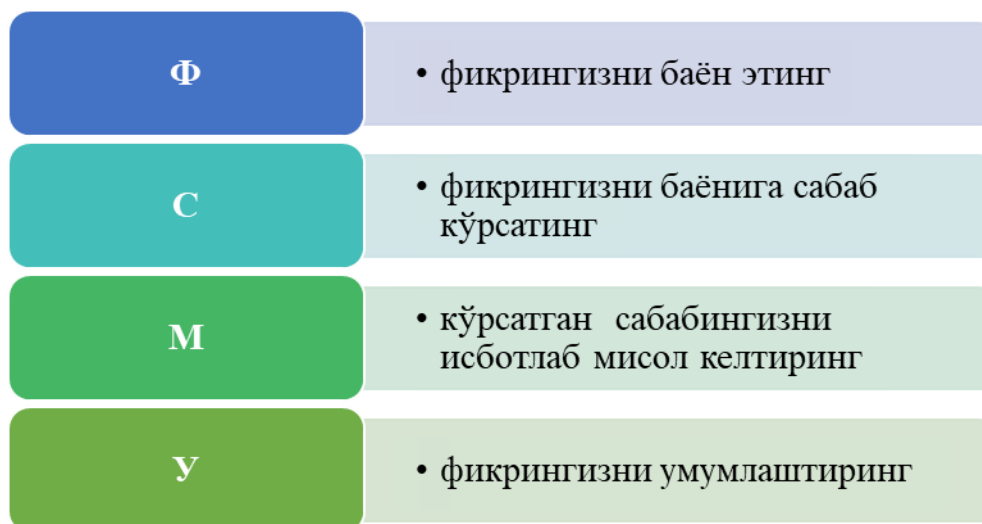 Ф
• фикрингизни баён этинг
С
• фикрингизни баёнига сабаб
кўрсатинг
М
• кўрсатган сабабингизни
исботлаб мисол келтиринг
У
• фикрингизни умумлаштиринг